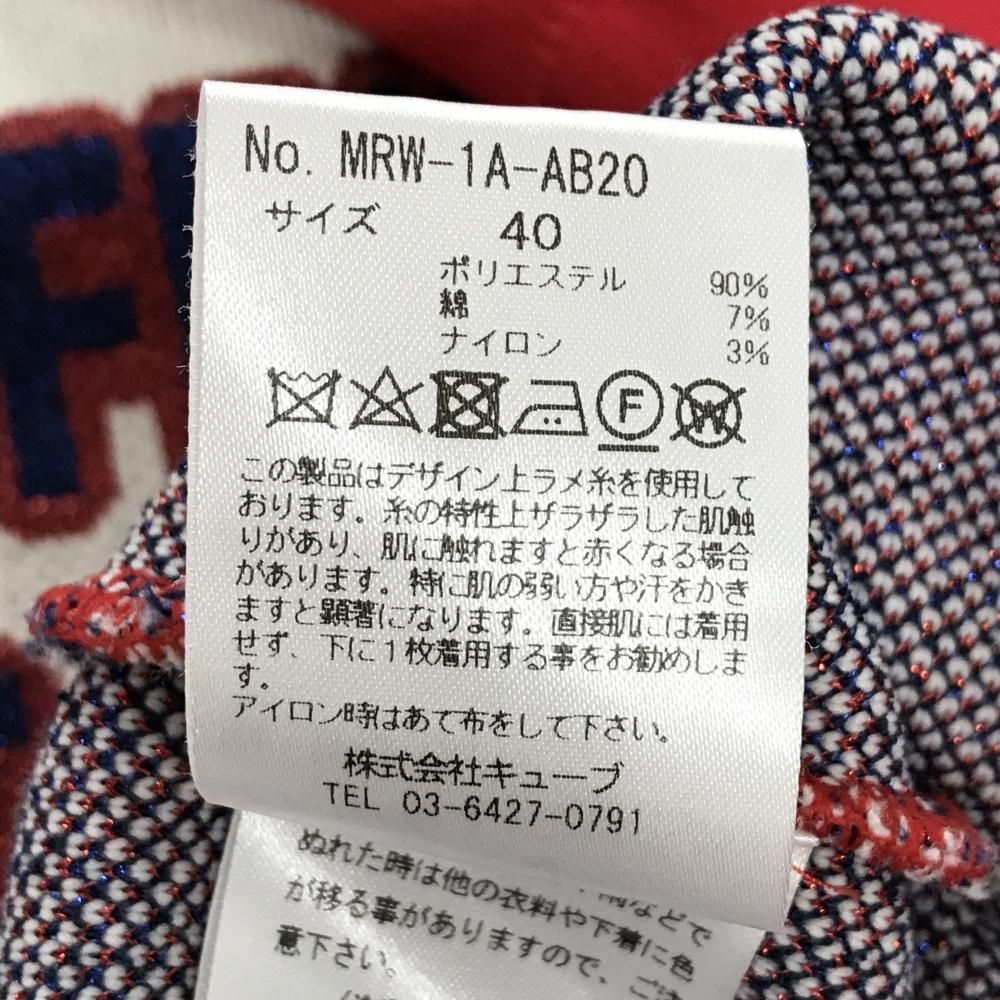 No. MRW-1A-AB20
サイズ 40
ポリエステル 90%
綿 7%
ナイロン 3%
F
W
この製品はデザイン上ラメ糸を使用して
おります。糸の特性上ザラザラした肌触
りがあり、肌に触れますと赤くなる場合
があります。特に肌の弱い方や汗をかき
ますと顕著になります。直接肌には着用
せず、下に１枚着用する事をお勧めしま
す。
アイロン時はあて布をして下さい。
株式会社キューブ
TEL 03-6427-0791
などで
ぬれた時は他の衣料や下着に色
が移る事がありますので、ご注
意下さい。